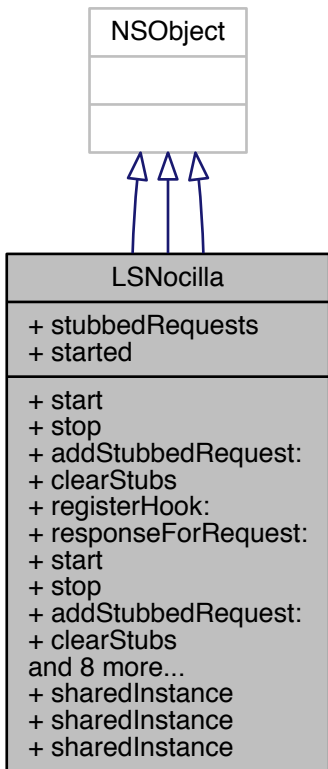 NSObject
LSNocilla
+ stubbedRequests
+ started
+ start
+ stop
+ addStubbedRequest:
+ clearStubs
+ registerHook:
+ responseForRequest:
+ start
+ stop
+ addStubbedRequest:
+ clearStubs
and 8 more...
+ sharedInstance
+ sharedInstance
+ sharedInstance